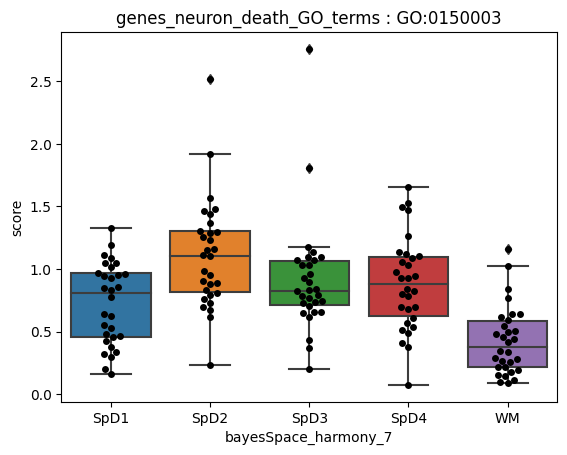 genes_neuron_death_GO_terms : GO:0150003
2.5
2.0
1.5
1.0
0.5
0.0
score
SpD1 SpD2 SpD3 SpD4 WM
bayesSpace_harmony_7